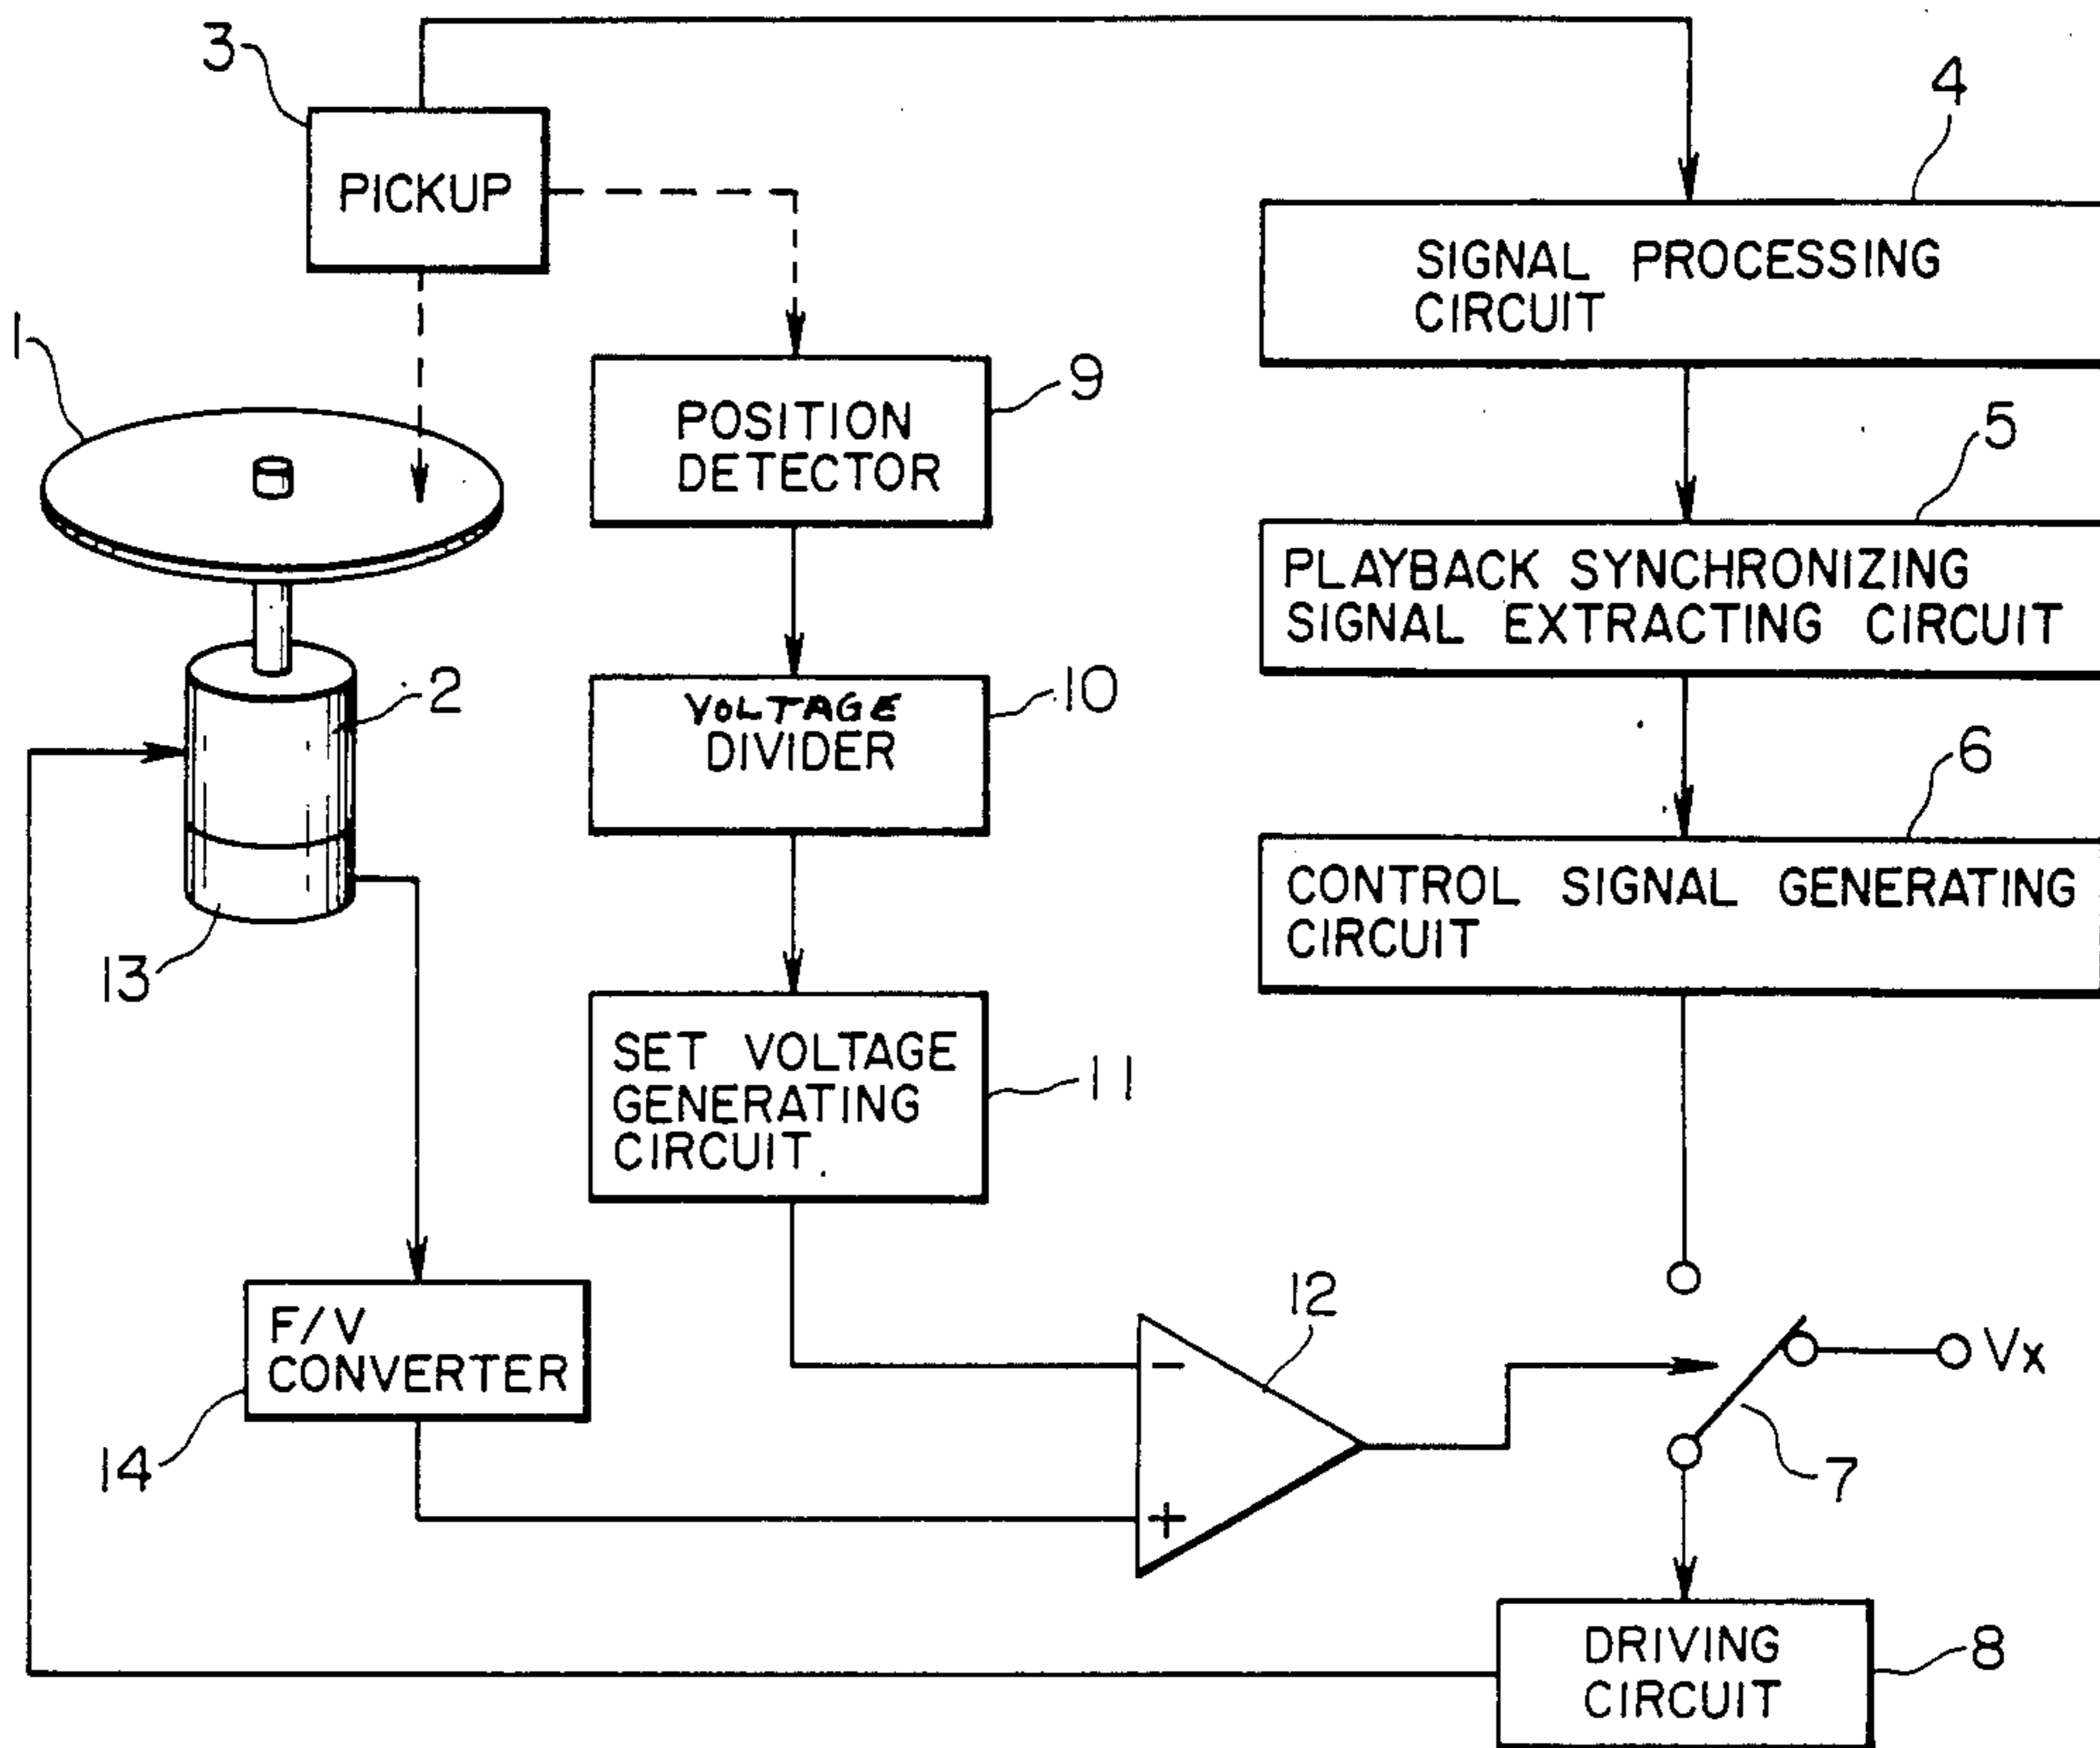 3
PICKUP
4
SIGNAL PROCESSING
CIRCUIT
1
9
POSITION
DETECTOR
5
PLAYBACK SYNCHRONIZING
SIGNAL EXTRACTING CIRCUIT
2
10
VOLTAGE
DIVIDER
6
CONTROL SIGNAL GENERATING
CIRCUIT
13
11
SET VOLTAGE
GENERATING
CIRCUIT
F/V
CONVERTER
14
12
−
+
Vx
7
DRIVING
CIRCUIT
8